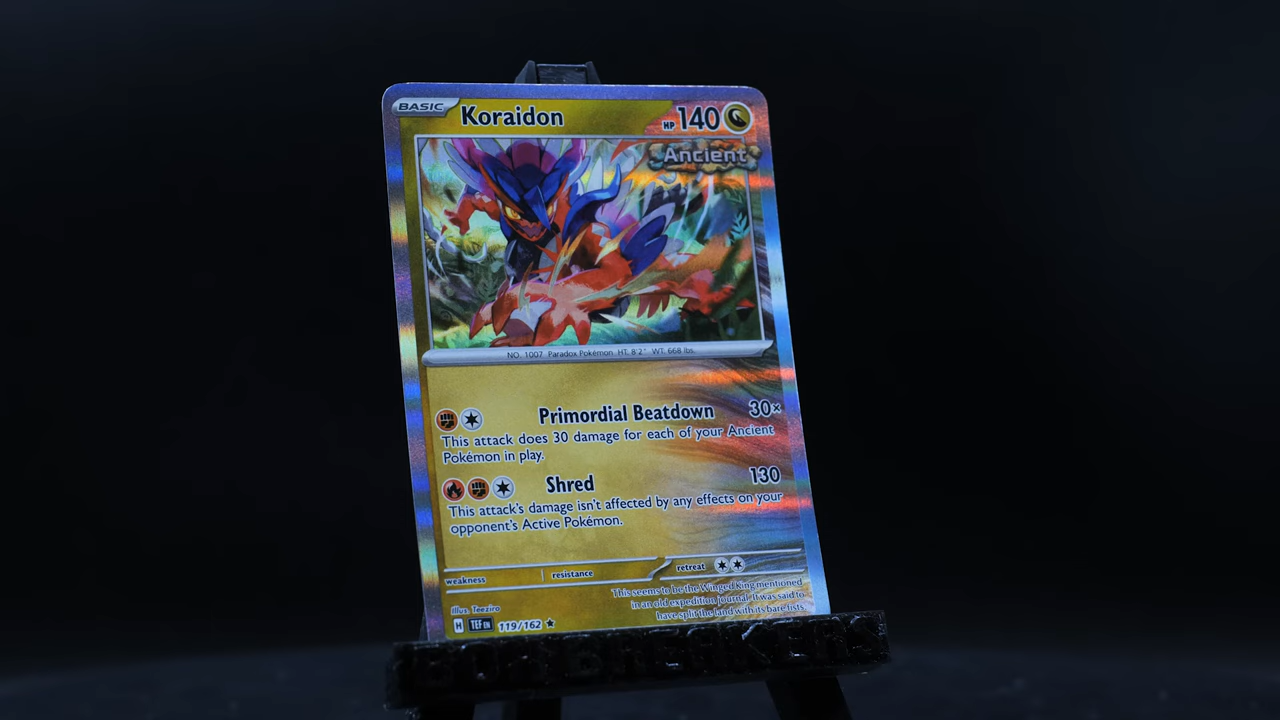 BASIC Koraidon HP 140
Ancient
NO. 1007 Paradox Pokémon HT: 8'2" WT: 668 lbs.
Primordial Beatdown 30×
This attack does 30 damage for each of your Ancient
Pokémon in play.
Shred 130
This attack's damage isn't affected by any effects on your
opponent's Active Pokémon.
weakness resistance retreat
This seems to be the Winged King mentioned
in an old expedition journal. It was said to
have split the land with its bare fists.
Illus. Teeziro
H TEF EN 119/162
BOX BREAKERS